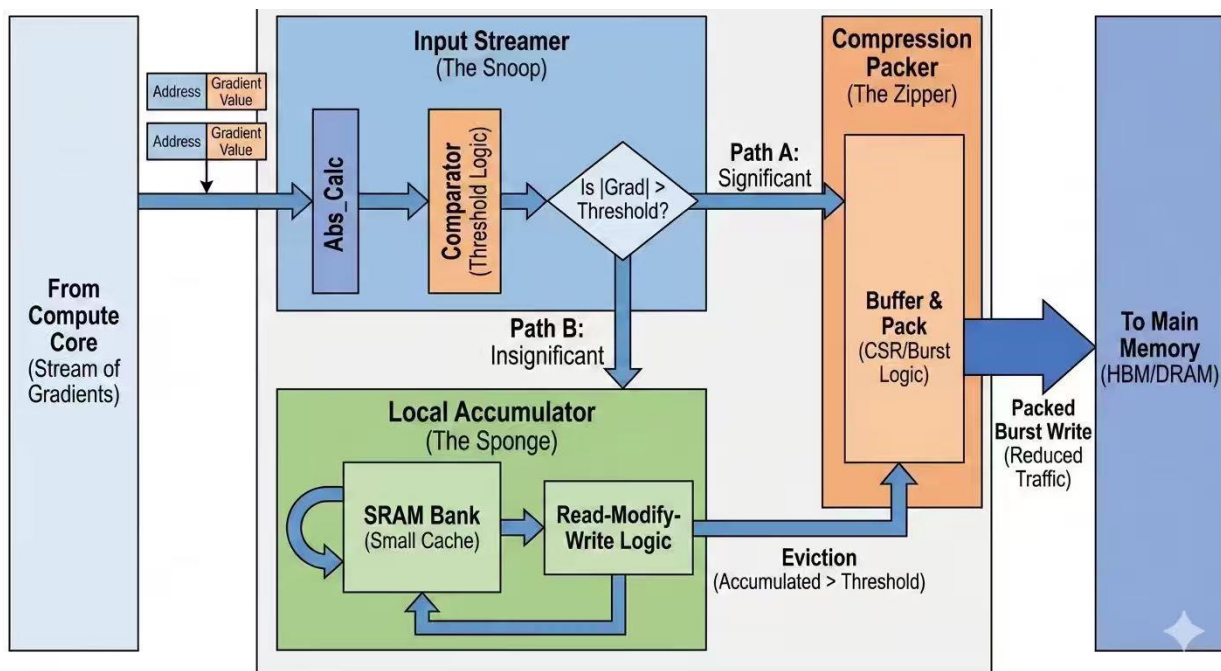 From
Compute
Core
(Stream of
Gradients)
Address
Gradient
Value
Address
Gradient
Value
Input Streamer
(The Snoop)
Abs_Calc
Comparator
(Threshold Logic)
Is |Grad| >
Threshold?
Path A:
Significant
Path B:
Insignificant
Local Accumulator
(The Sponge)
SRAM Bank
(Small Cache)
Read-Modify-
Write Logic
Eviction
(Accumulated > Threshold)
Compression
Packer
(The Zipper)
Buffer &
Pack
(CSR/Burst
Logic)
Packed
Burst Write
(Reduced
Traffic)
To Main
Memory
(HBM/DRAM)